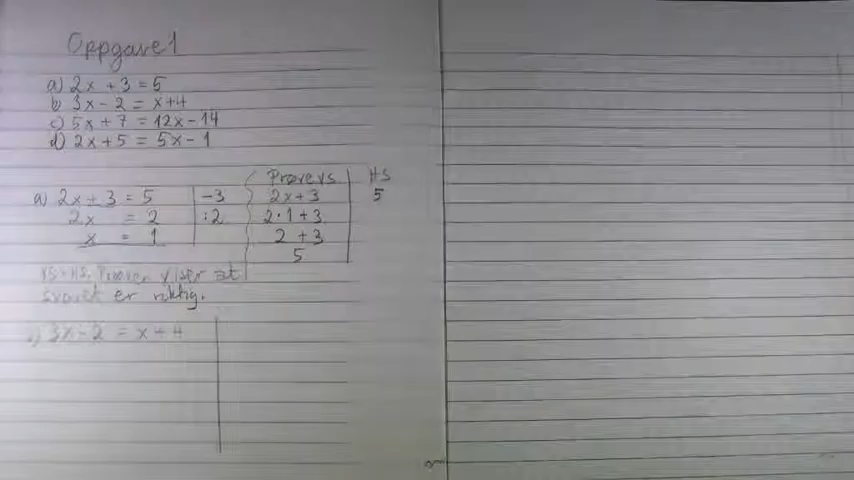 Oppgave 1
a) 2x + 3 = 5
b) 3x - 2 = x + 4
c) 5x + 7 = 12x - 14
d) 2x + 5 = 5x - 1
Prøve VS | HS
a) 2x + 3 = 5 | -3 2x + 3 | 5
2x = 2 | :2 2 · 1 + 3
x = 1 2 + 3
5
VS = HS. Prøven viser at
svaret er riktig.
3x - 2 = x + 4